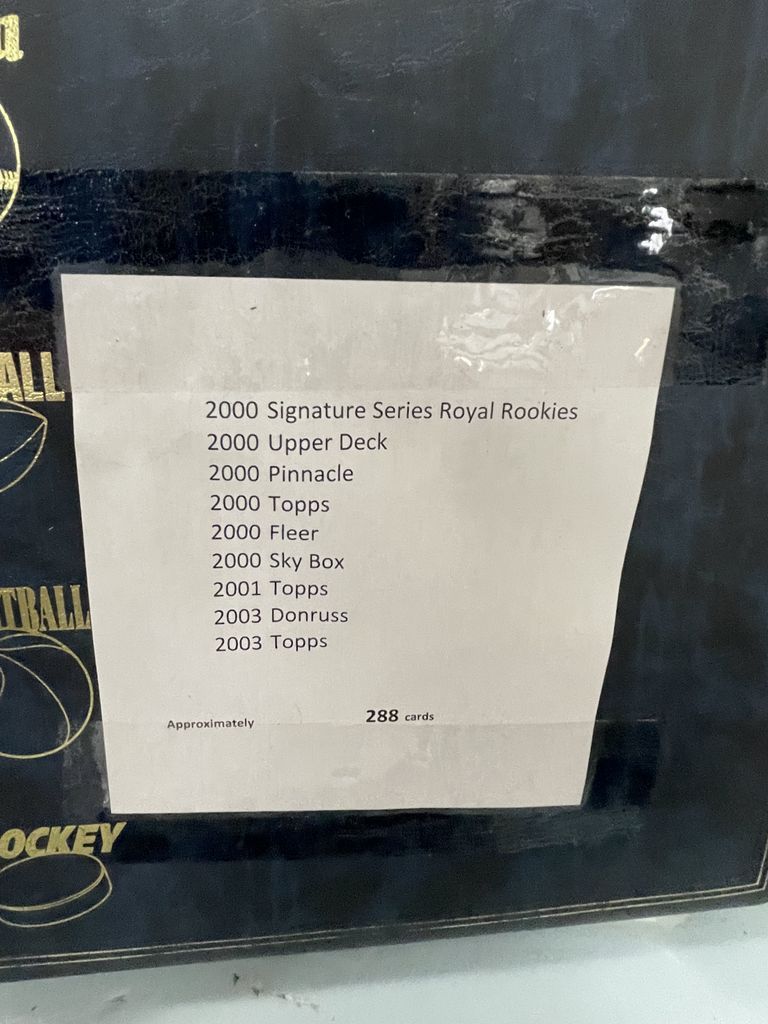 ALL
2000 Signature Series Royal Rookies
2000 Upper Deck
2000 Pinnacle
2000 Topps
2000 Fleer
2000 Sky Box
2001 Topps
2003 Donruss
2003 Topps
TBALL
Approximately 288 cards
OCKEY